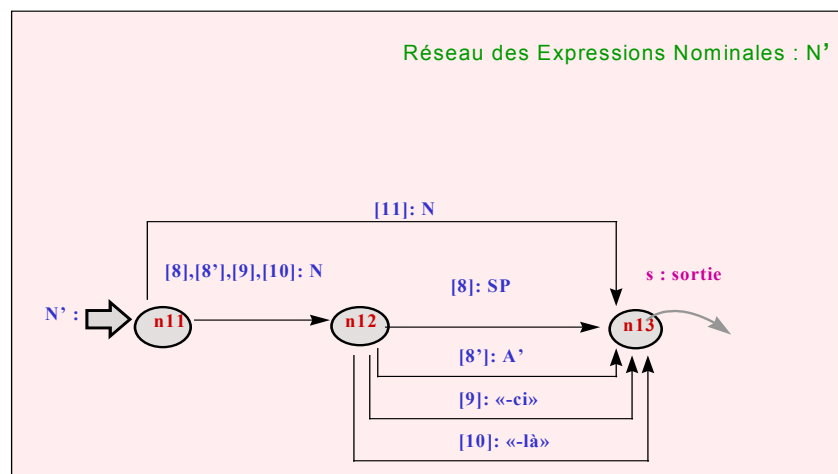 Réseau des Expressions Nominales : N’
[11]: N
[8],[8’],[9],[10]: N
[8]: SP
s : sortie
N’ :
n11
n12
n13
[8’]: A’
[9]: «-ci»
[10]: «-là»